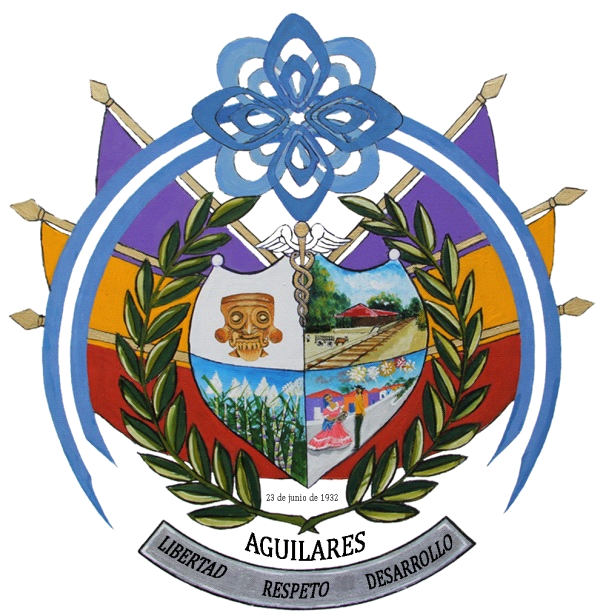 23 de junio de 1932
AGUILARES
LIBERTAD RESPETO DESARROLLO